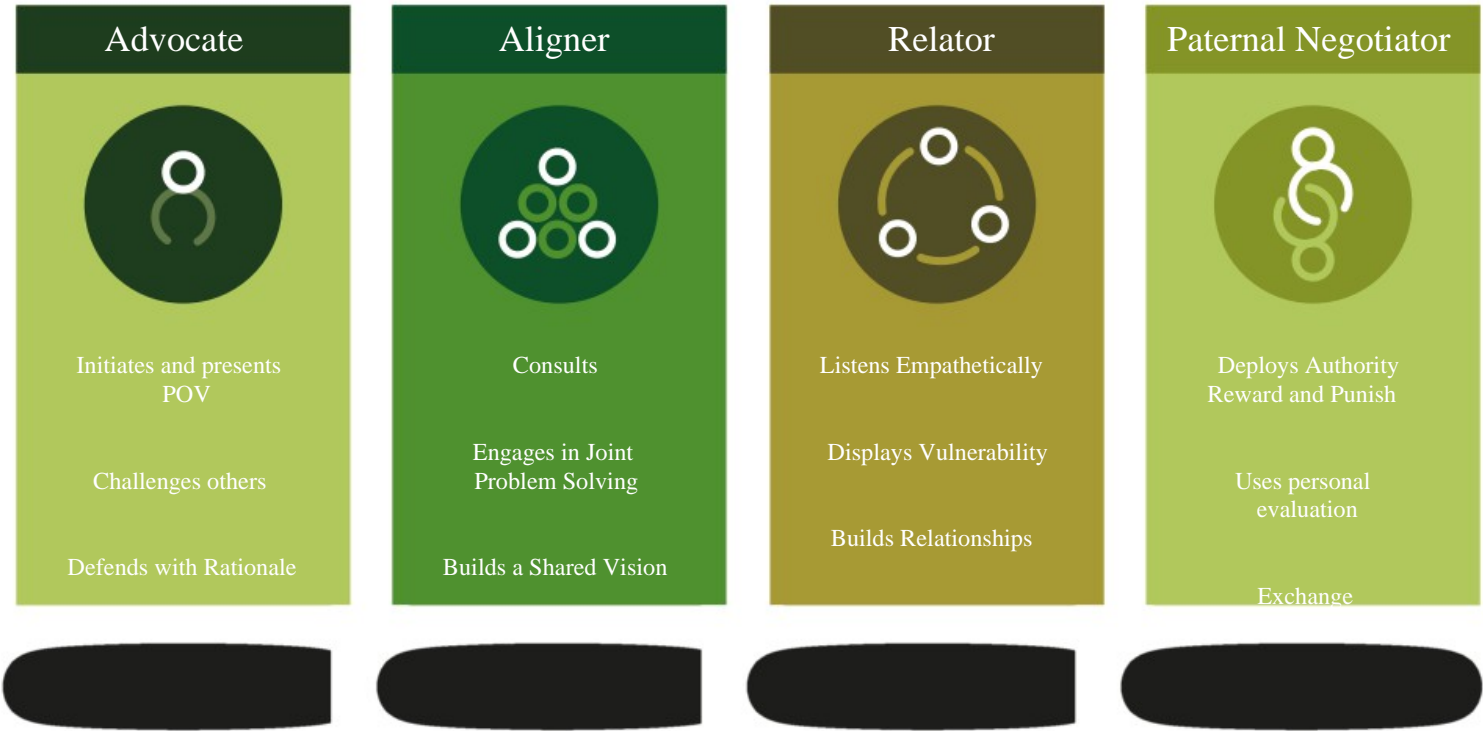 Advocate
Initiates and presents
POV
Challenges others
Defends with Rationale
Aligner
Consults
Engages in Joint
Problem Solving
Builds a Shared Vision
Relator
Listens Empathetically
Displays Vulnerability
Builds Relationships
Paternal Negotiator
Deploys Authority
Reward and Punish
Uses personal
evaluation
Exchange